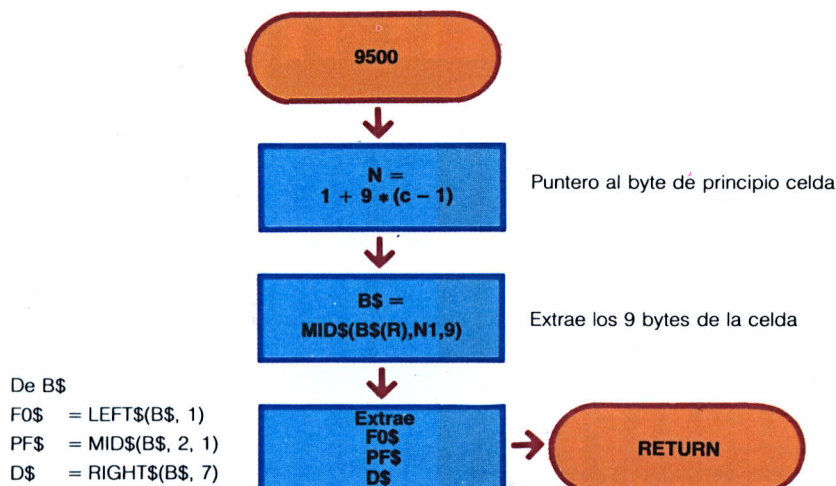 9500
N =
1 + 9 * (c – 1)
Puntero al byte de principio celda
B$ =
MID$(B$(R),N1,9)
Extrae los 9 bytes de la celda
De B$
F0$ = LEFT$(B$, 1)
PF$ = MID$(B$, 2, 1)
D$ = RIGHT$(B$, 7)
Extrae
F0$
PF$
D$
RETURN